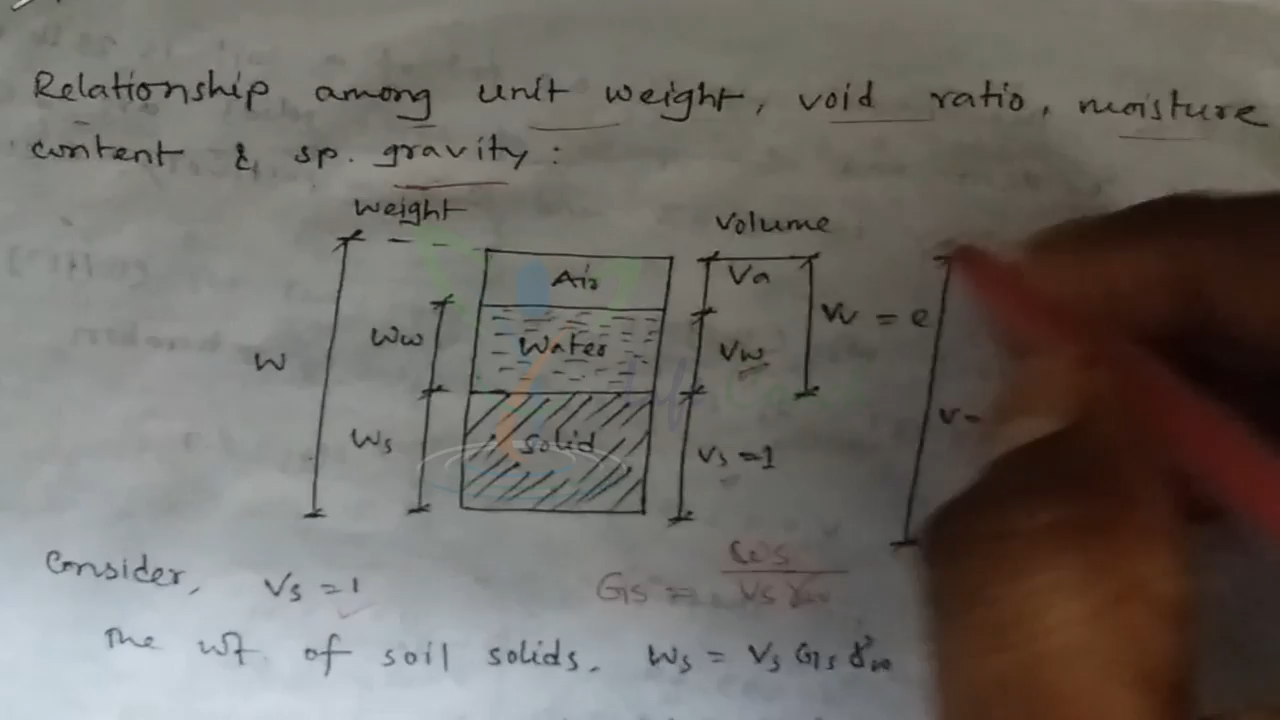 Relationship among unit weight, void ratio, moisture
content & sp. gravity:
Weight
Volume
Air
Va
Vv = e
Ww
Water
Vw
W
V=
Ws
Solid
Vs=1
Consider, Vs=1
Gs = Ws / Vs γw
The wt. of soil solids. Ws = Vs Gs γw